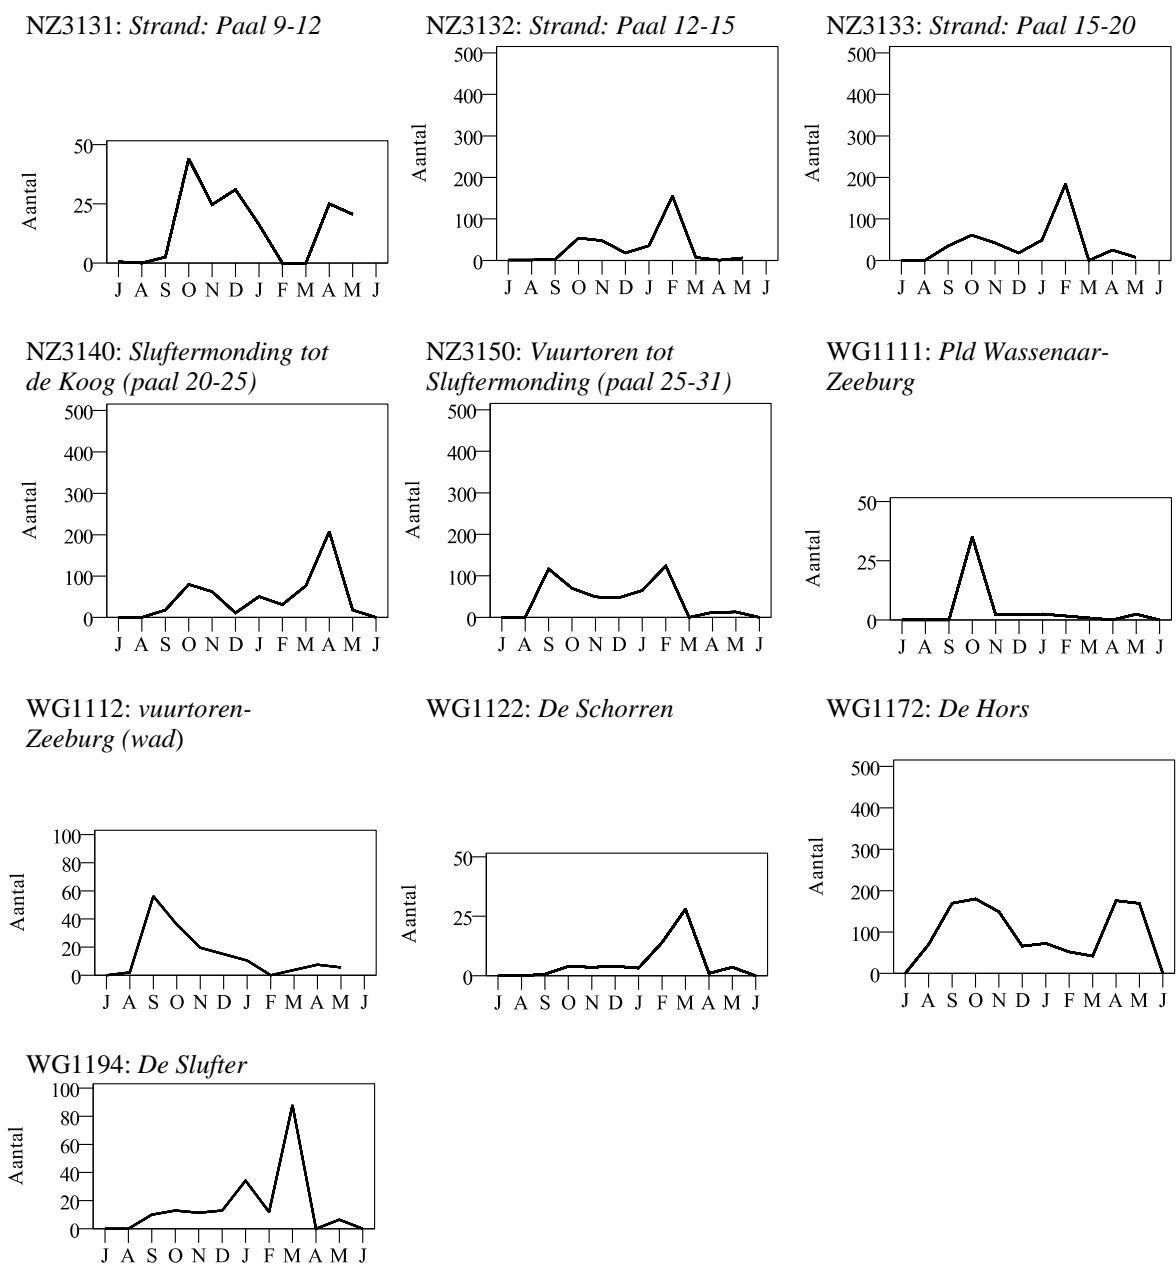 NZ3131: Strand: Paal 9-12
50
25
0
Aantal
J A S O N D J F M A M J
NZ3132: Strand: Paal 12-15
500
400
300
200
100
0
Aantal
J A S O N D J F M A M J
NZ3133: Strand: Paal 15-20
500
400
300
200
100
0
Aantal
J A S O N D J F M A M J
NZ3140: Sluftermonding tot
de Koog (paal 20-25)
500
400
300
200
100
0
Aantal
J A S O N D J F M A M J
NZ3150: Vuurtoren tot
Sluftermonding (paal 25-31)
500
400
300
200
100
0
Aantal
J A S O N D J F M A M J
WG1111: Pld Wassenaar-
Zeeburg
50
25
0
Aantal
J A S O N D J F M A M J
WG1112: vuurtoren-
Zeeburg (wad)
100
80
60
40
20
0
Aantal
J A S O N D J F M A M J
WG1122: De Schorren
50
25
0
Aantal
J A S O N D J F M A M J
WG1172: De Hors
500
400
300
200
100
0
Aantal
J A S O N D J F M A M J
WG1194: De Slufter
100
80
60
40
20
0
Aantal
J A S O N D J F M A M J